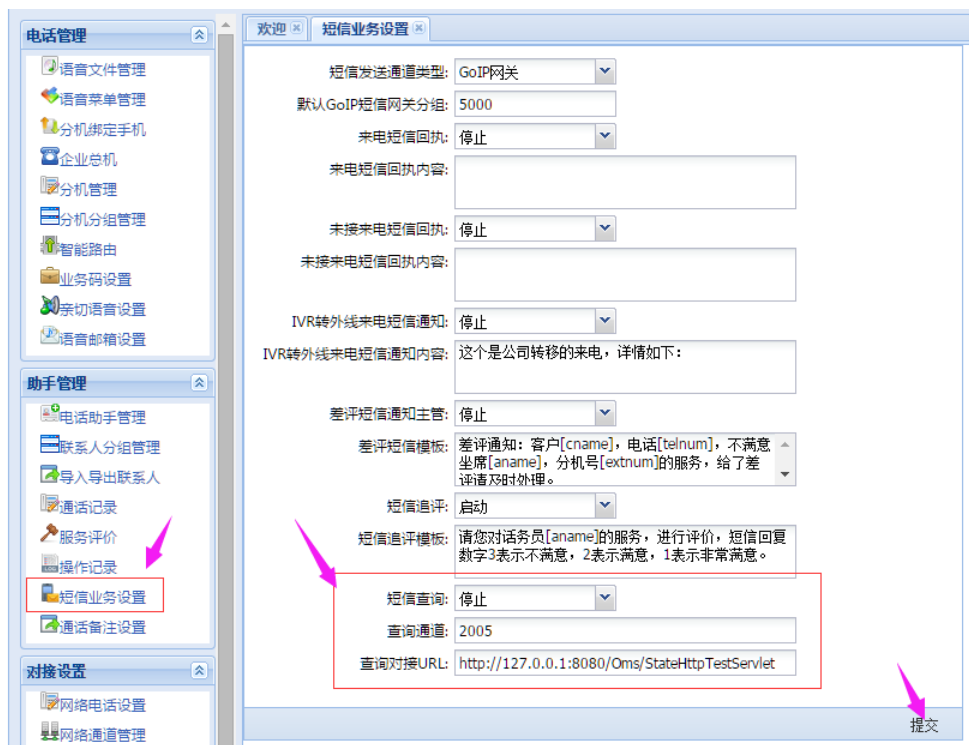 电话管理
语音文件管理
语音菜单管理
分机绑定手机
企业总机
分机管理
分机分组管理
智能路由
业务码设置
亲切语音设置
语音邮箱设置
助手管理
电话助手管理
联系人分组管理
导入导出联系人
通话记录
服务评价
操作记录
短信业务设置
通话备注设置
对接设置
网络电话设置
网络通道管理
欢迎 短信业务设置
短信发送通道类型: GoIP网关
默认GoIP短信网关分组: 5000
来电短信回执: 停止
来电短信回执内容:
未接来电短信回执: 停止
未接来电短信回执内容:
IVR转外线来电短信通知: 停止
IVR转外线来电短信通知内容: 这个是公司转移的来电，详情如下：
差评短信通知主管: 停止
差评短信模板: 差评通知：客户[cname]，电话[telnum]，不满意
坐席[aname]，分机号[extnum]的服务，给了差
评请及时处理。
短信追评: 启动
短信追评模板: 请您对话务员[aname]的服务，进行评价，短信回复
数字3表示不满意，2表示满意，1表示非常满意。
短信查询: 停止
查询通道: 2005
查询对接URL: http://127.0.0.1:8080/Oms/StateHttpTestServlet
提交